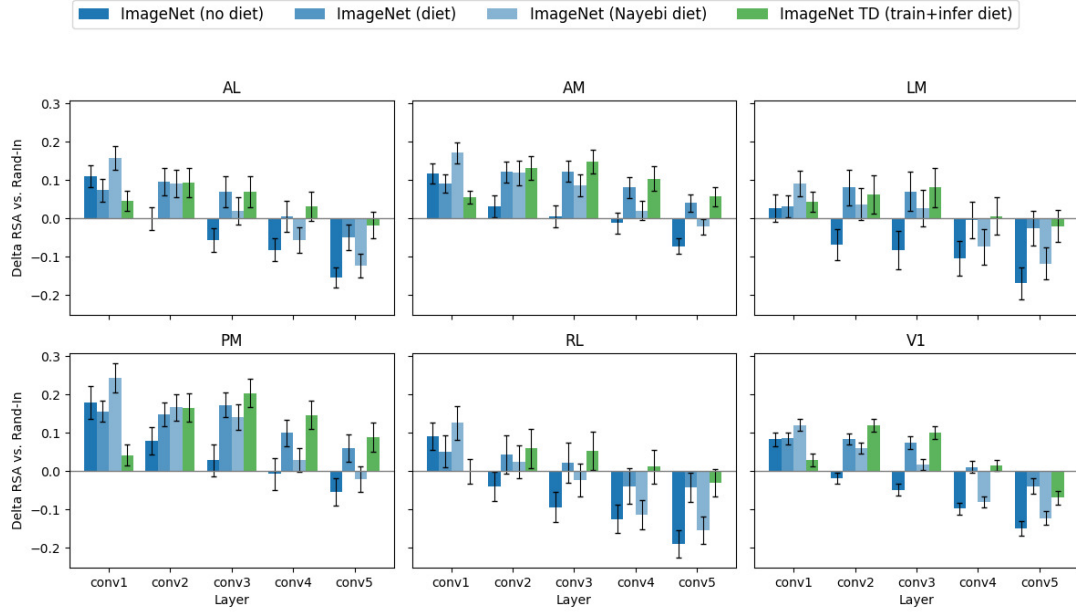 ImageNet (no diet) ImageNet (diet) ImageNet (Nayebi diet) ImageNet TD (train+infer diet)
AL AM LM
0.3
0.2
0.1
0.0
−0.1
−0.2
Delta RSA vs. Rand-In
PM RL V1
0.3
0.2
0.1
0.0
−0.1
−0.2
Delta RSA vs. Rand-In
conv1 conv2 conv3 conv4 conv5 conv1 conv2 conv3 conv4 conv5 conv1 conv2 conv3 conv4 conv5
Layer Layer Layer